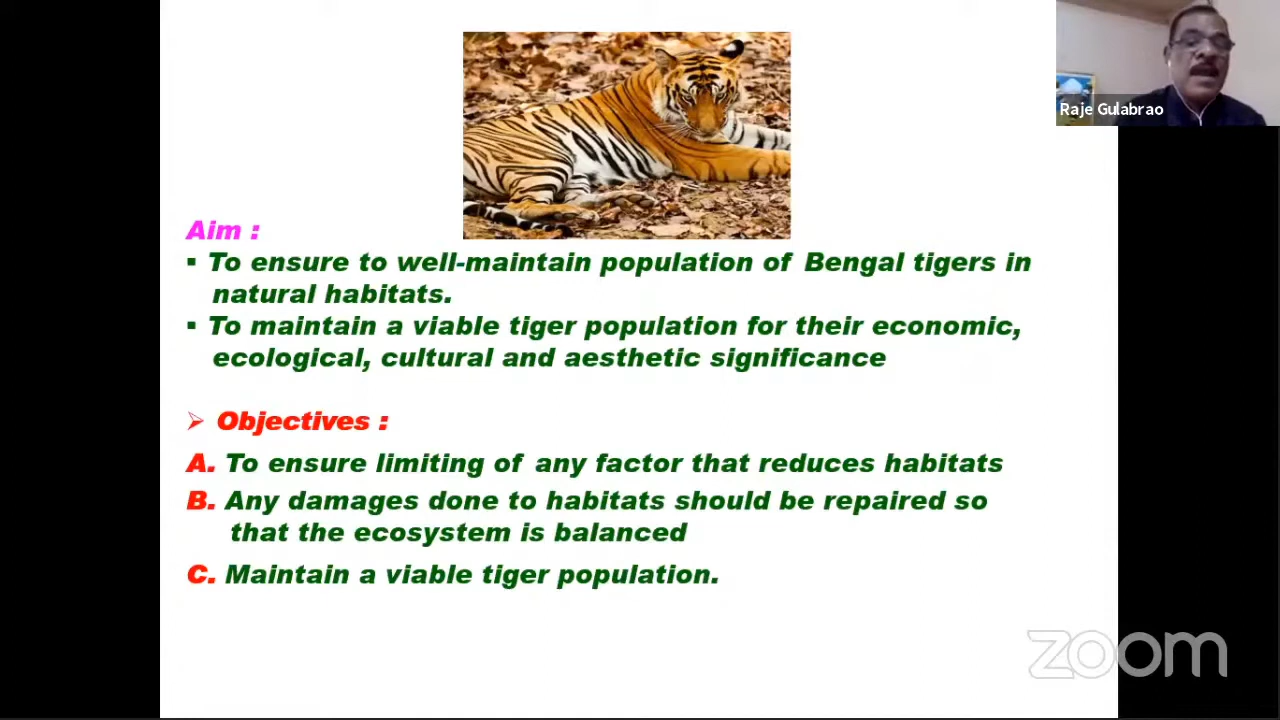 Raje Gulabrao
Aim :
▪ To ensure to well-maintain population of Bengal tigers in
natural habitats.
▪ To maintain a viable tiger population for their economic,
ecological, cultural and aesthetic significance
➢ Objectives :
A. To ensure limiting of any factor that reduces habitats
B. Any damages done to habitats should be repaired so
that the ecosystem is balanced
C. Maintain a viable tiger population.
zoom